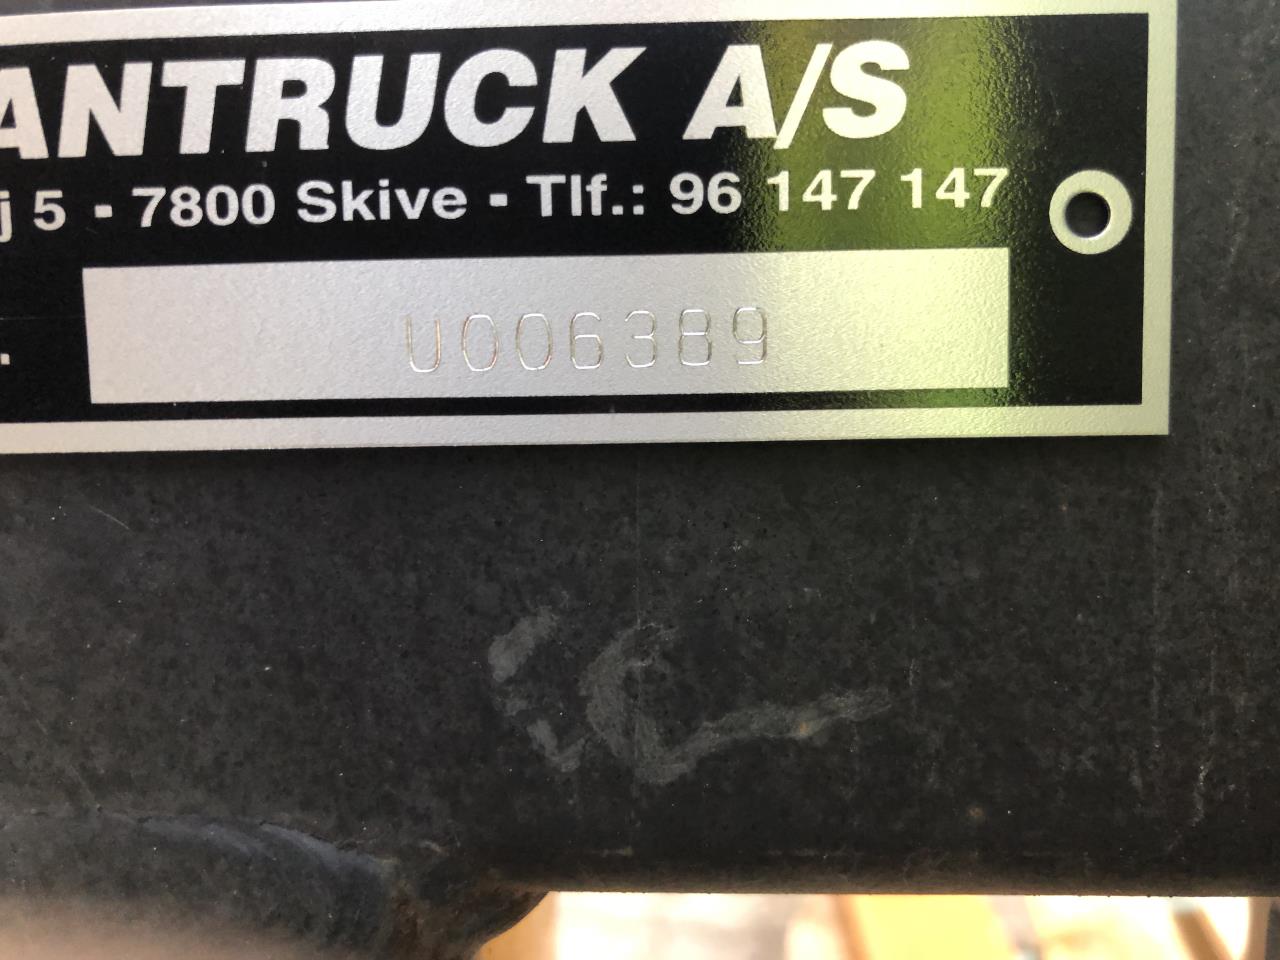 ANTRUCK A/S
j 5 - 7800 Skive - Tlf.: 96 147 147
. U006389